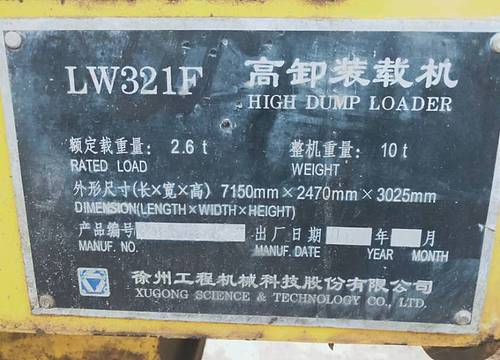 LW321F 高卸装载机
HIGH DUMP LOADER
额定载重量: 2.6 t 整机重量: 10 t
RATED LOAD WEIGHT
外形尺寸(长×宽×高) 7150mm×2470mm×3025mm
DIMENSION(LENGTH×WIDTH×HEIGHT)
产品编号 出厂日期 年 月
MANUF. NO. MANUF. DATE YEAR MONTH
徐州工程机械科技股份有限公司
XUGONG SCIENCE & TECHNOLOGY CO., LTD.